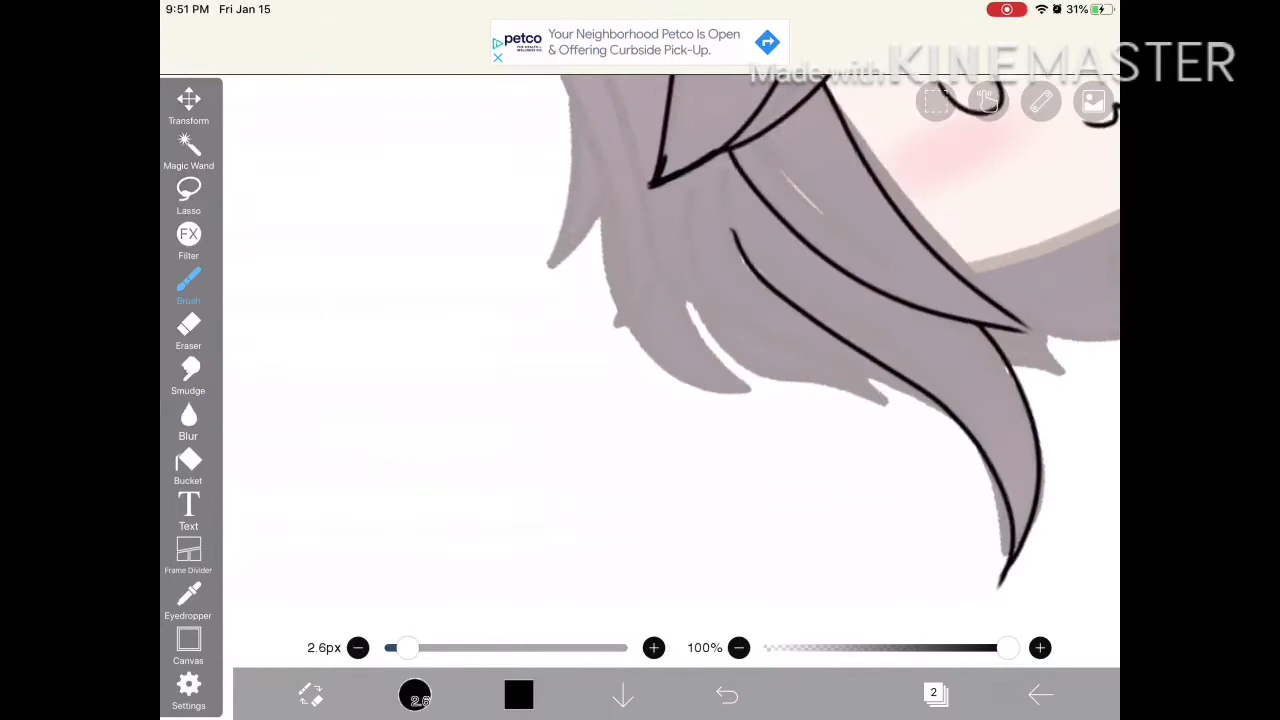 9:51 PM Fri Jan 15
31%
petco
Your Neighborhood Petco Is Open
& Offering Curbside Pick-Up.
Made with KINEMASTER
Transform
Magic Wand
Lasso
FX
Filter
Brush
Eraser
Smudge
Blur
Bucket
T
Text
Frame Divider
Eyedropper
Canvas
Settings
2.6px
100%
2.6
2